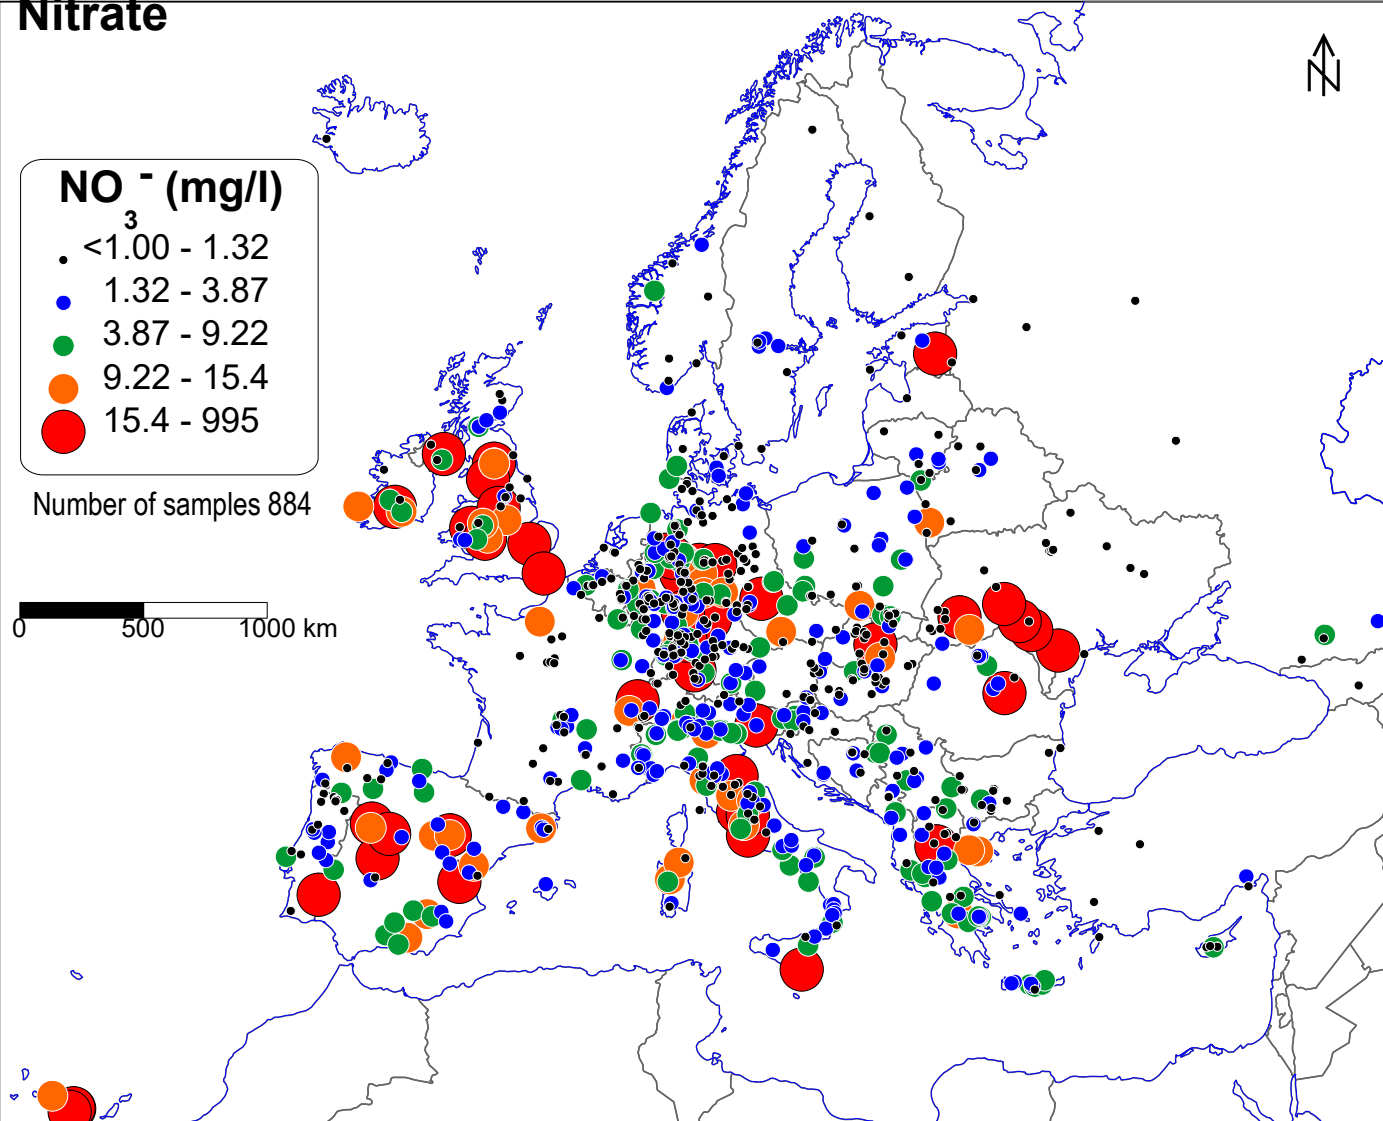 Nitrate
N
NO₃⁻ (mg/l)
<1.00 - 1.32
1.32 - 3.87
3.87 - 9.22
9.22 - 15.4
15.4 - 995
Number of samples 884
0 500 1000 km